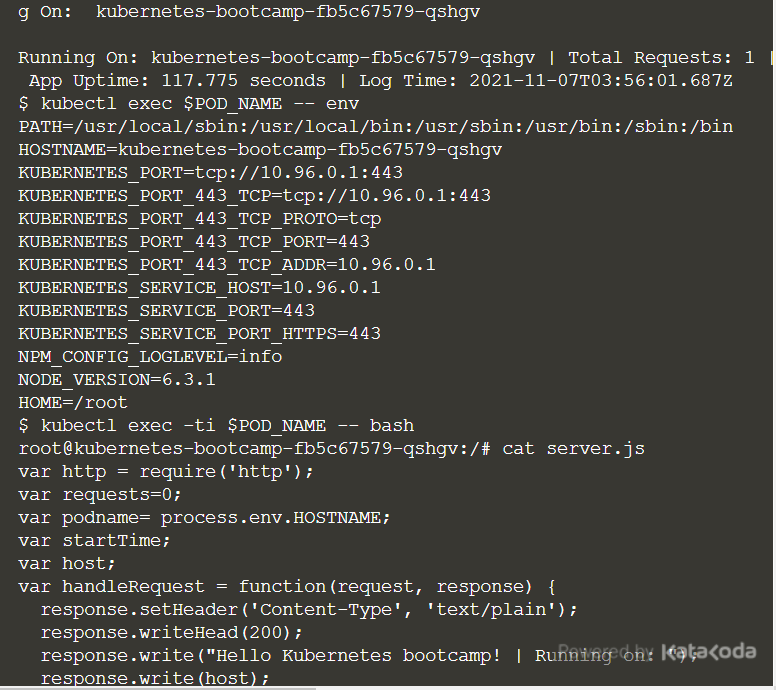 g On:  kubernetes-bootcamp-fb5c67579-qshgv
Running On: kubernetes-bootcamp-fb5c67579-qshgv | Total Requests: 1 |
 App Uptime: 117.775 seconds | Log Time: 2021-11-07T03:56:01.687Z
$ kubectl exec $POD_NAME -- env
PATH=/usr/local/sbin:/usr/local/bin:/usr/sbin:/usr/bin:/sbin:/bin
HOSTNAME=kubernetes-bootcamp-fb5c67579-qshgv
KUBERNETES_PORT=tcp://10.96.0.1:443
KUBERNETES_PORT_443_TCP=tcp://10.96.0.1:443
KUBERNETES_PORT_443_TCP_PROTO=tcp
KUBERNETES_PORT_443_TCP_PORT=443
KUBERNETES_PORT_443_TCP_ADDR=10.96.0.1
KUBERNETES_SERVICE_HOST=10.96.0.1
KUBERNETES_SERVICE_PORT=443
KUBERNETES_SERVICE_PORT_HTTPS=443
NPM_CONFIG_LOGLEVEL=info
NODE_VERSION=6.3.1
HOME=/root
$ kubectl exec -ti $POD_NAME -- bash
root@kubernetes-bootcamp-fb5c67579-qshgv:/# cat server.js
var http = require('http');
var requests=0;
var podname= process.env.HOSTNAME;
var startTime;
var host;
var handleRequest = function(request, response) {
  response.setHeader('Content-Type', 'text/plain');
  response.writeHead(200);
  response.write("Hello Kubernetes bootcamp! | Running on: ");
  response.write(host);
Powered by Katacoda